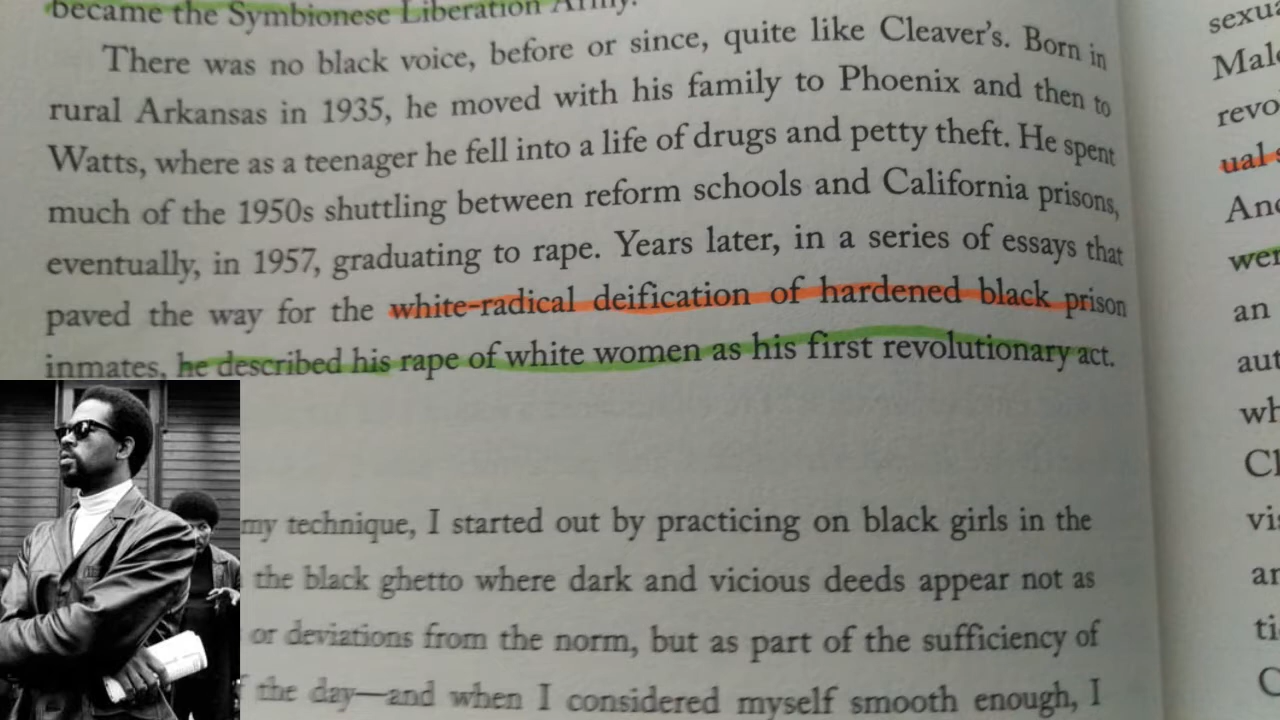 became the Symbionese Liberation Army.
There was no black voice, before or since, quite like Cleaver's. Born in
rural Arkansas in 1935, he moved with his family to Phoenix and then to
Watts, where as a teenager he fell into a life of drugs and petty theft. He spent
much of the 1950s shuttling between reform schools and California prisons,
eventually, in 1957, graduating to rape. Years later, in a series of essays that
paved the way for the white-radical deification of hardened black prison
inmates, he described his rape of white women as his first revolutionary act.
my technique, I started out by practicing on black girls in the
the black ghetto where dark and vicious deeds appear not as
or deviations from the norm, but as part of the sufficiency of
the day—and when I considered myself smooth enough, I
revo
ual
an
aut
wh